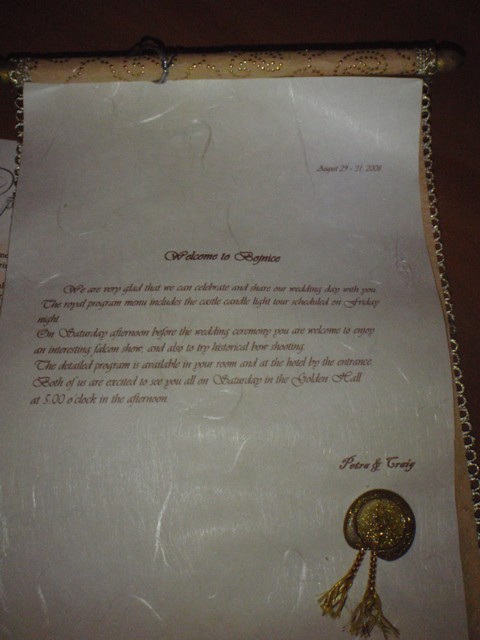 August 29 - 31, 2008
Welcome to Bojnice
We are very glad that we can celebrate and share our wedding day with you.
The royal program menu includes the castle candle light tour scheduled on Friday
night.
On Saturday afternoon before the wedding ceremony you are welcome to enjoy
an interesting falcon show, and also to try historical bow shooting.
The detailed program is available in your room and at the hotel by the entrance.
Both of us are excited to see you all on Saturday in the Golden Hall
at 5.00 o'clock in the afternoon.
Petra & Craig